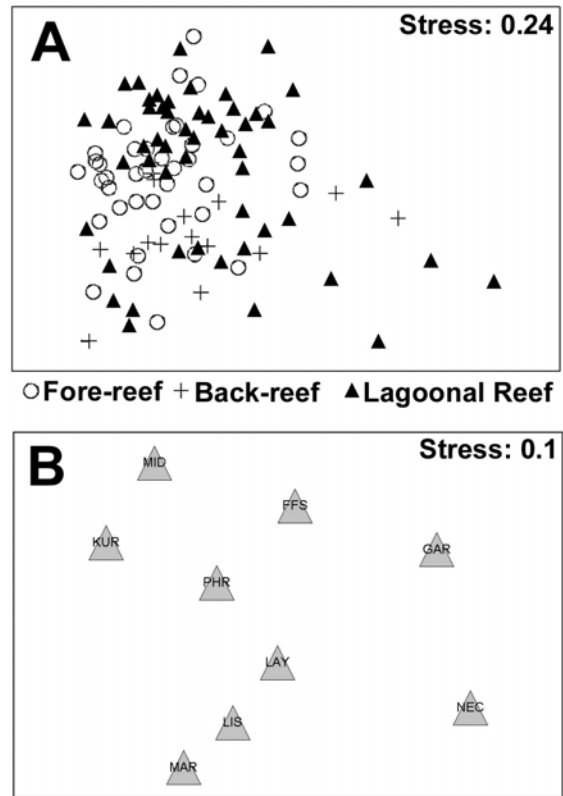 A
Stress: 0.24
Fore-reef Back-reef Lagoonal Reef
B
Stress: 0.1
MID
FFS
KUR
GAR
PHR
LAY
NEC
LIS
MAR